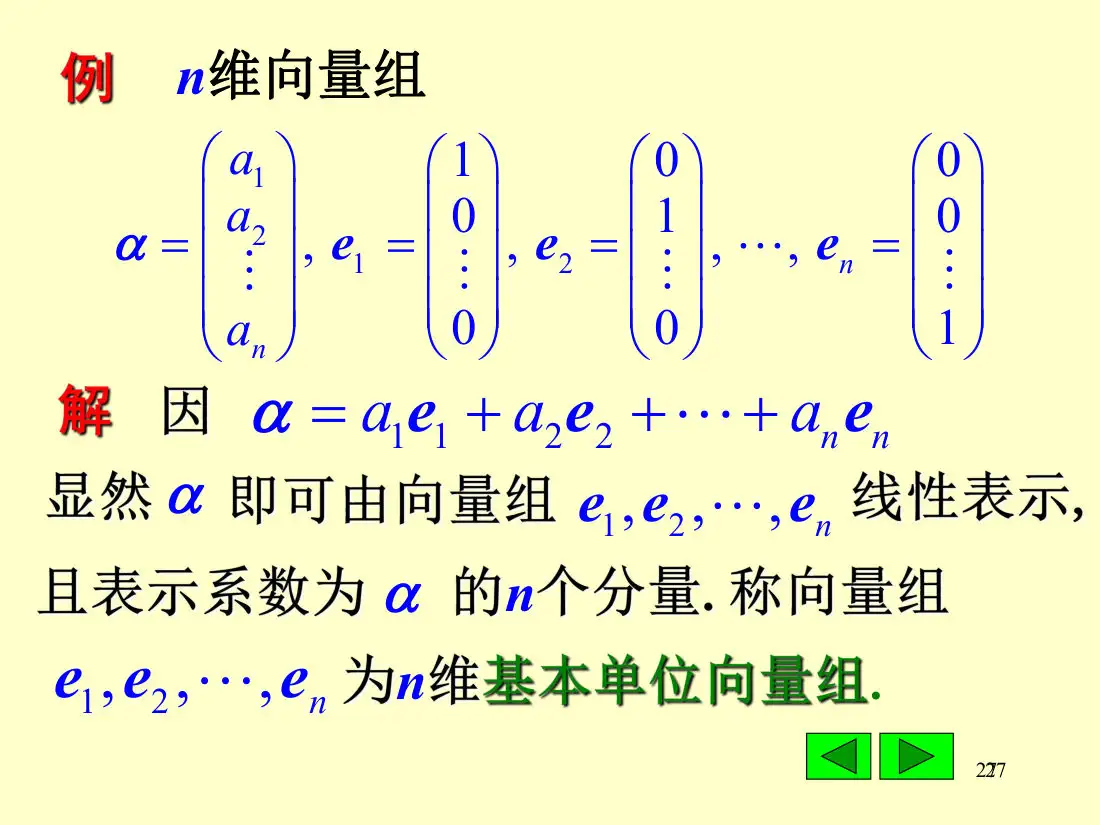 例 n维向量组
α = (a₁ a₂ ⋮ aₙ), e₁ = (1 0 ⋮ 0), e₂ = (0 1 ⋮ 0), ⋯, eₙ = (0 0 ⋮ 1)
解 因 α = a₁e₁ + a₂e₂ + ⋯ + aₙeₙ
显然 α 即可由向量组 e₁, e₂, ⋯, eₙ 线性表示,
且表示系数为 α 的n个分量. 称向量组
e₁, e₂, ⋯, eₙ 为n维基本单位向量组.